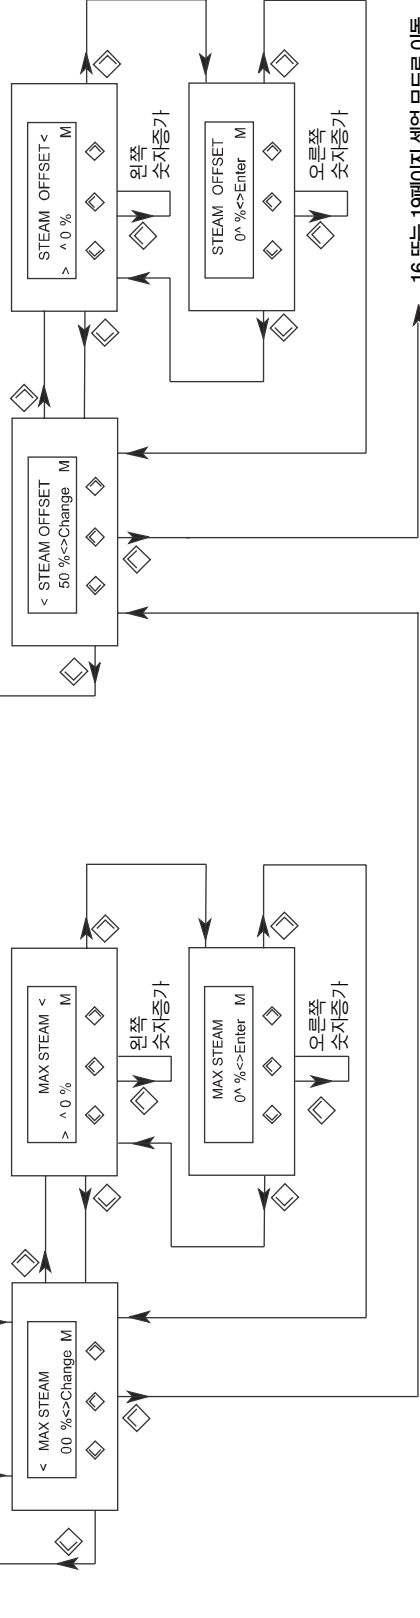 < MAX STEAM
00 %<>Change M
MAX STEAM <
> ^ 0 % M
왼쪽
숫자증가
MAX STEAM
0^ %<>Enter M
오른쪽
숫자증가
< STEAM OFFSET
50 %<>Change M
STEAM OFFSET<
> ^ 0 % M
왼쪽
숫자증가
STEAM OFFSET
0^ %<>Enter M
오른쪽
숫자증가
16 또는 19페이지 셋업 모드로 이동